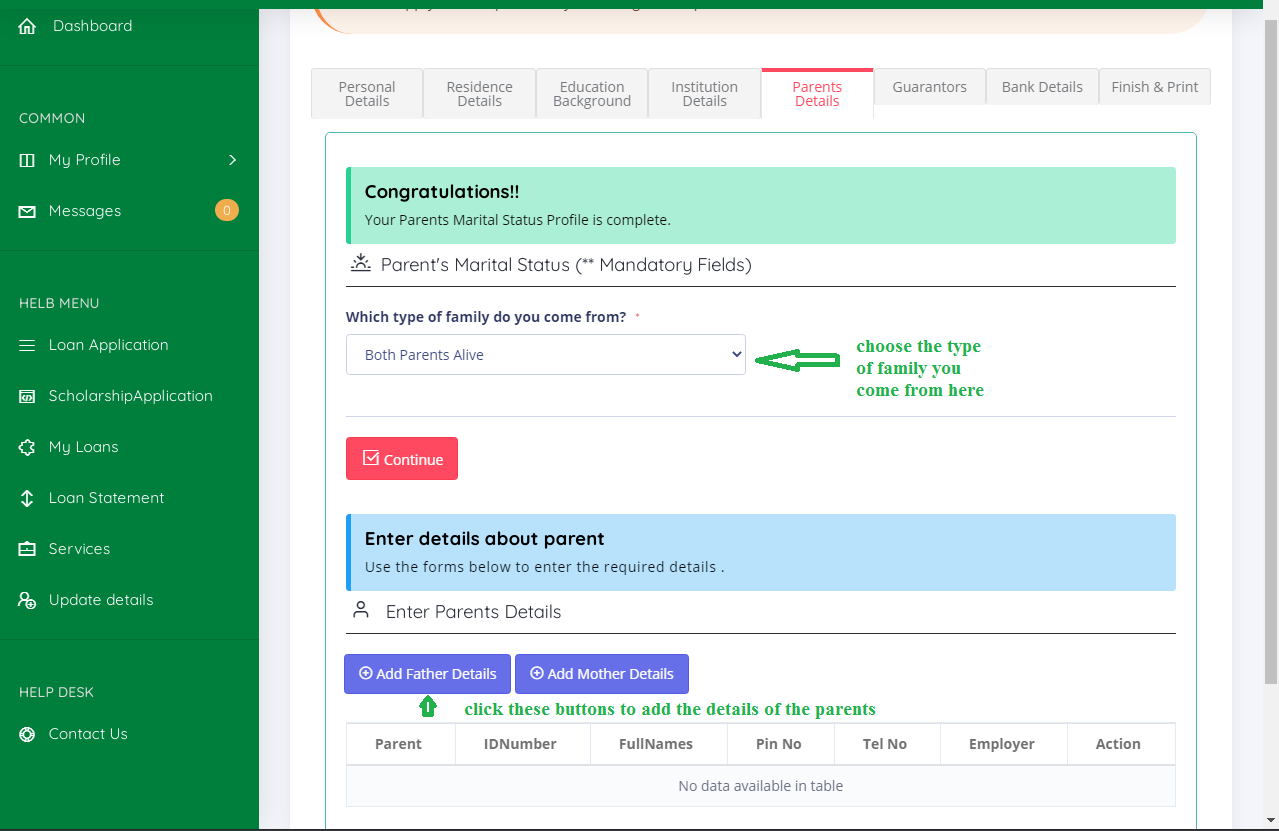 Dashboard
COMMON
My Profile
Messages
0
HELB MENU
Loan Application
ScholarshipApplication
My Loans
Loan Statement
Services
Update details
HELP DESK
Contact Us
Personal
Details
Residence
Details
Education
Background
Institution
Details
Parents
Details
Guarantors
Bank Details
Finish & Print
Congratulations!!
Your Parents Marital Status Profile is complete.
Parent's Marital Status (** Mandatory Fields)
Which type of family do you come from? *
Both Parents Alive
choose the type
of family you
come from here
Continue
Enter details about parent
Use the forms below to enter the required details .
Enter Parents Details
Add Father Details
Add Mother Details
click these buttons to add the details of the parents
Parent IDNumber FullNames Pin No Tel No Employer Action
No data available in table